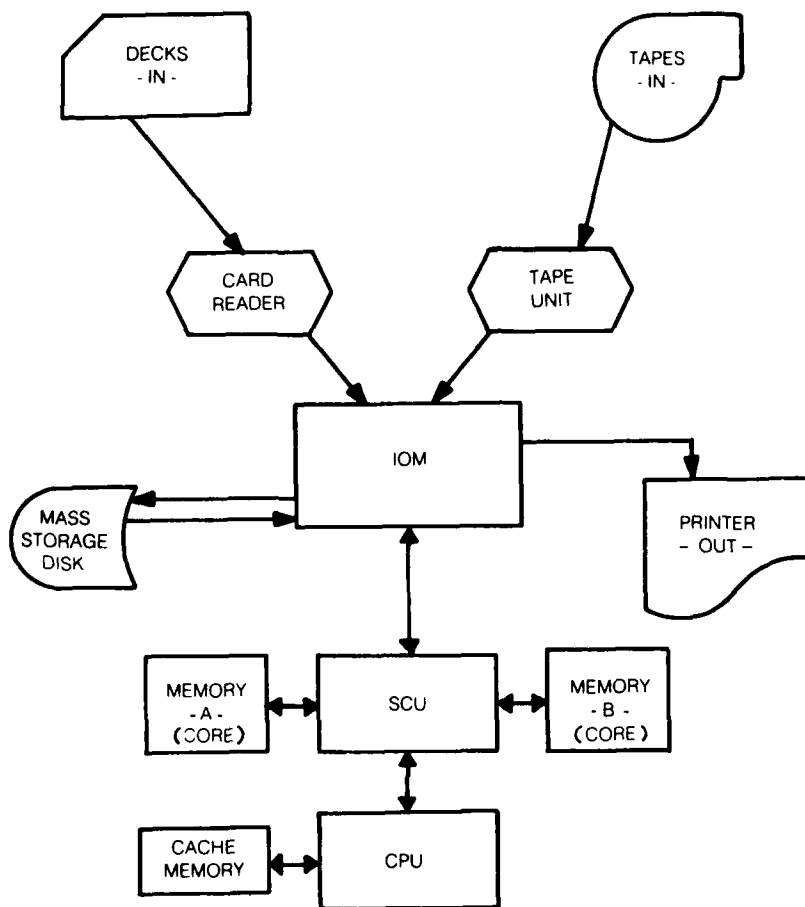 DECKS
- IN -
TAPES
- IN -
CARD
READER
TAPE
UNIT
IOM
MASS
STORAGE
DISK
PRINTER
– OUT –
MEMORY
- A -
(CORE)
SCU
MEMORY
- B -
(CORE)
CACHE
MEMORY
CPU